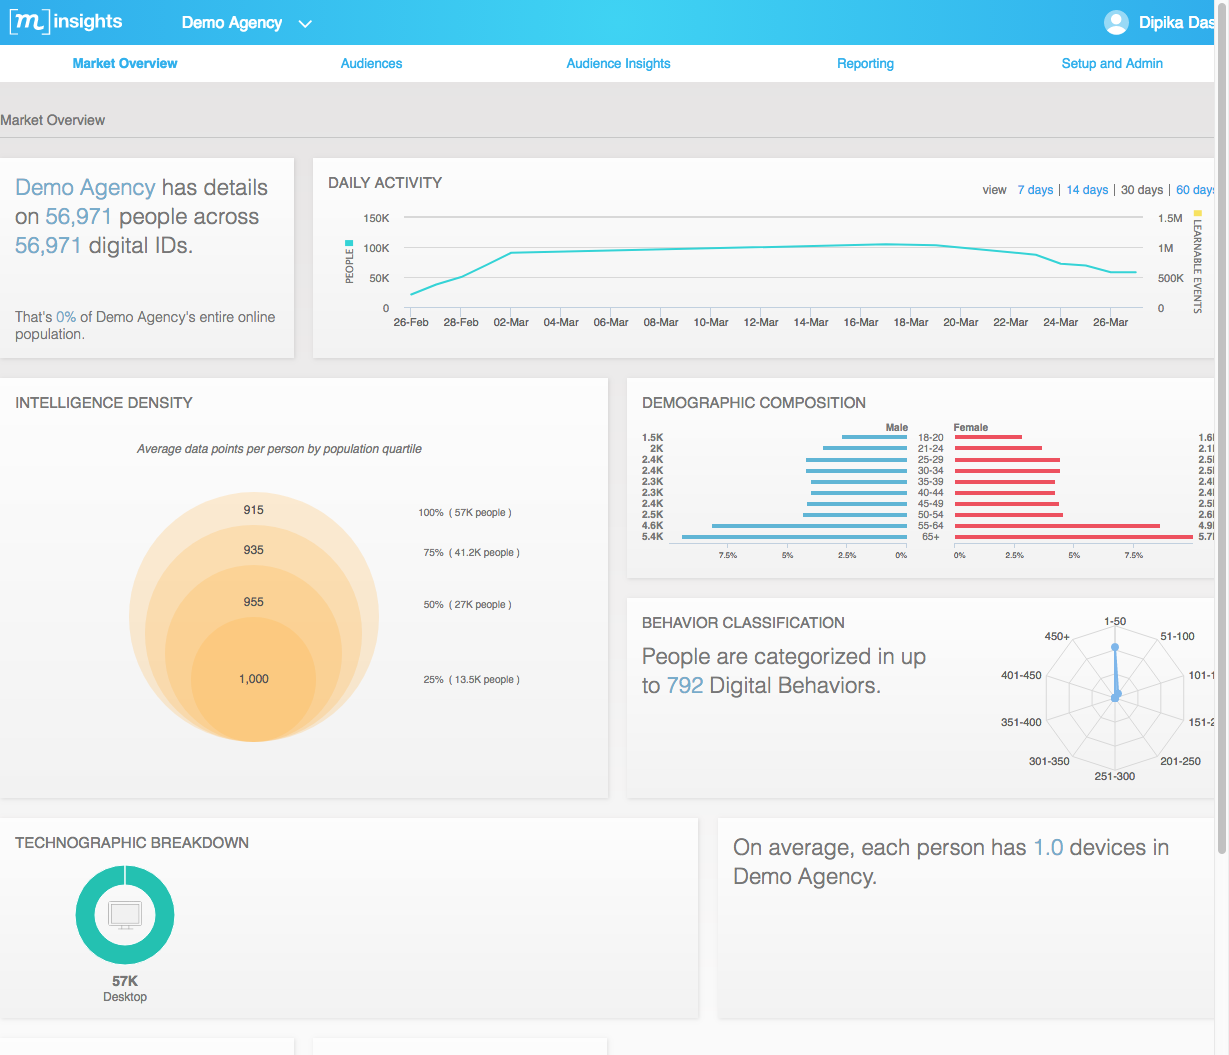 [m] insights
Demo Agency
Dipika Das
Market Overview
Audiences
Audience Insights
Reporting
Setup and Admin
Market Overview
Demo Agency has details
on 56,971 people across
56,971 digital IDs.
That's 0% of Demo Agency's entire online
population.
DAILY ACTIVITY
view 7 days | 14 days | 30 days | 60 days
150K
100K
50K
0
PEOPLE
1.5M
1M
500K
0
LEARNABLE EVENTS
26-Feb 28-Feb 02-Mar 04-Mar 06-Mar 08-Mar 10-Mar 12-Mar 14-Mar 16-Mar 18-Mar 20-Mar 22-Mar 24-Mar 26-Mar
INTELLIGENCE DENSITY
Average data points per person by population quartile
915
100% ( 57K people )
935
75% ( 41.2K people )
955
50% ( 27K people )
1,000
25% ( 13.5K people )
DEMOGRAPHIC COMPOSITION
Male Female
1.5K 18-20 1.6
2K 21-24 2.1
2.4K 25-29 2.5
2.4K 30-34 2.5
2.3K 35-39 2.4
2.3K 40-44 2.4
2.4K 45-49 2.5
2.5K 50-54 2.6
4.6K 55-64 4.9
5.4K 65+ 5.7
7.5% 5% 2.5% 0% 0% 2.5% 5% 7.5%
BEHAVIOR CLASSIFICATION
People are categorized in up
to 792 Digital Behaviors.
1-50
51-100
101-1
151-2
201-250
251-300
301-350
351-400
401-450
450+
TECHNOGRAPHIC BREAKDOWN
57K
Desktop
On average, each person has 1.0 devices in
Demo Agency.